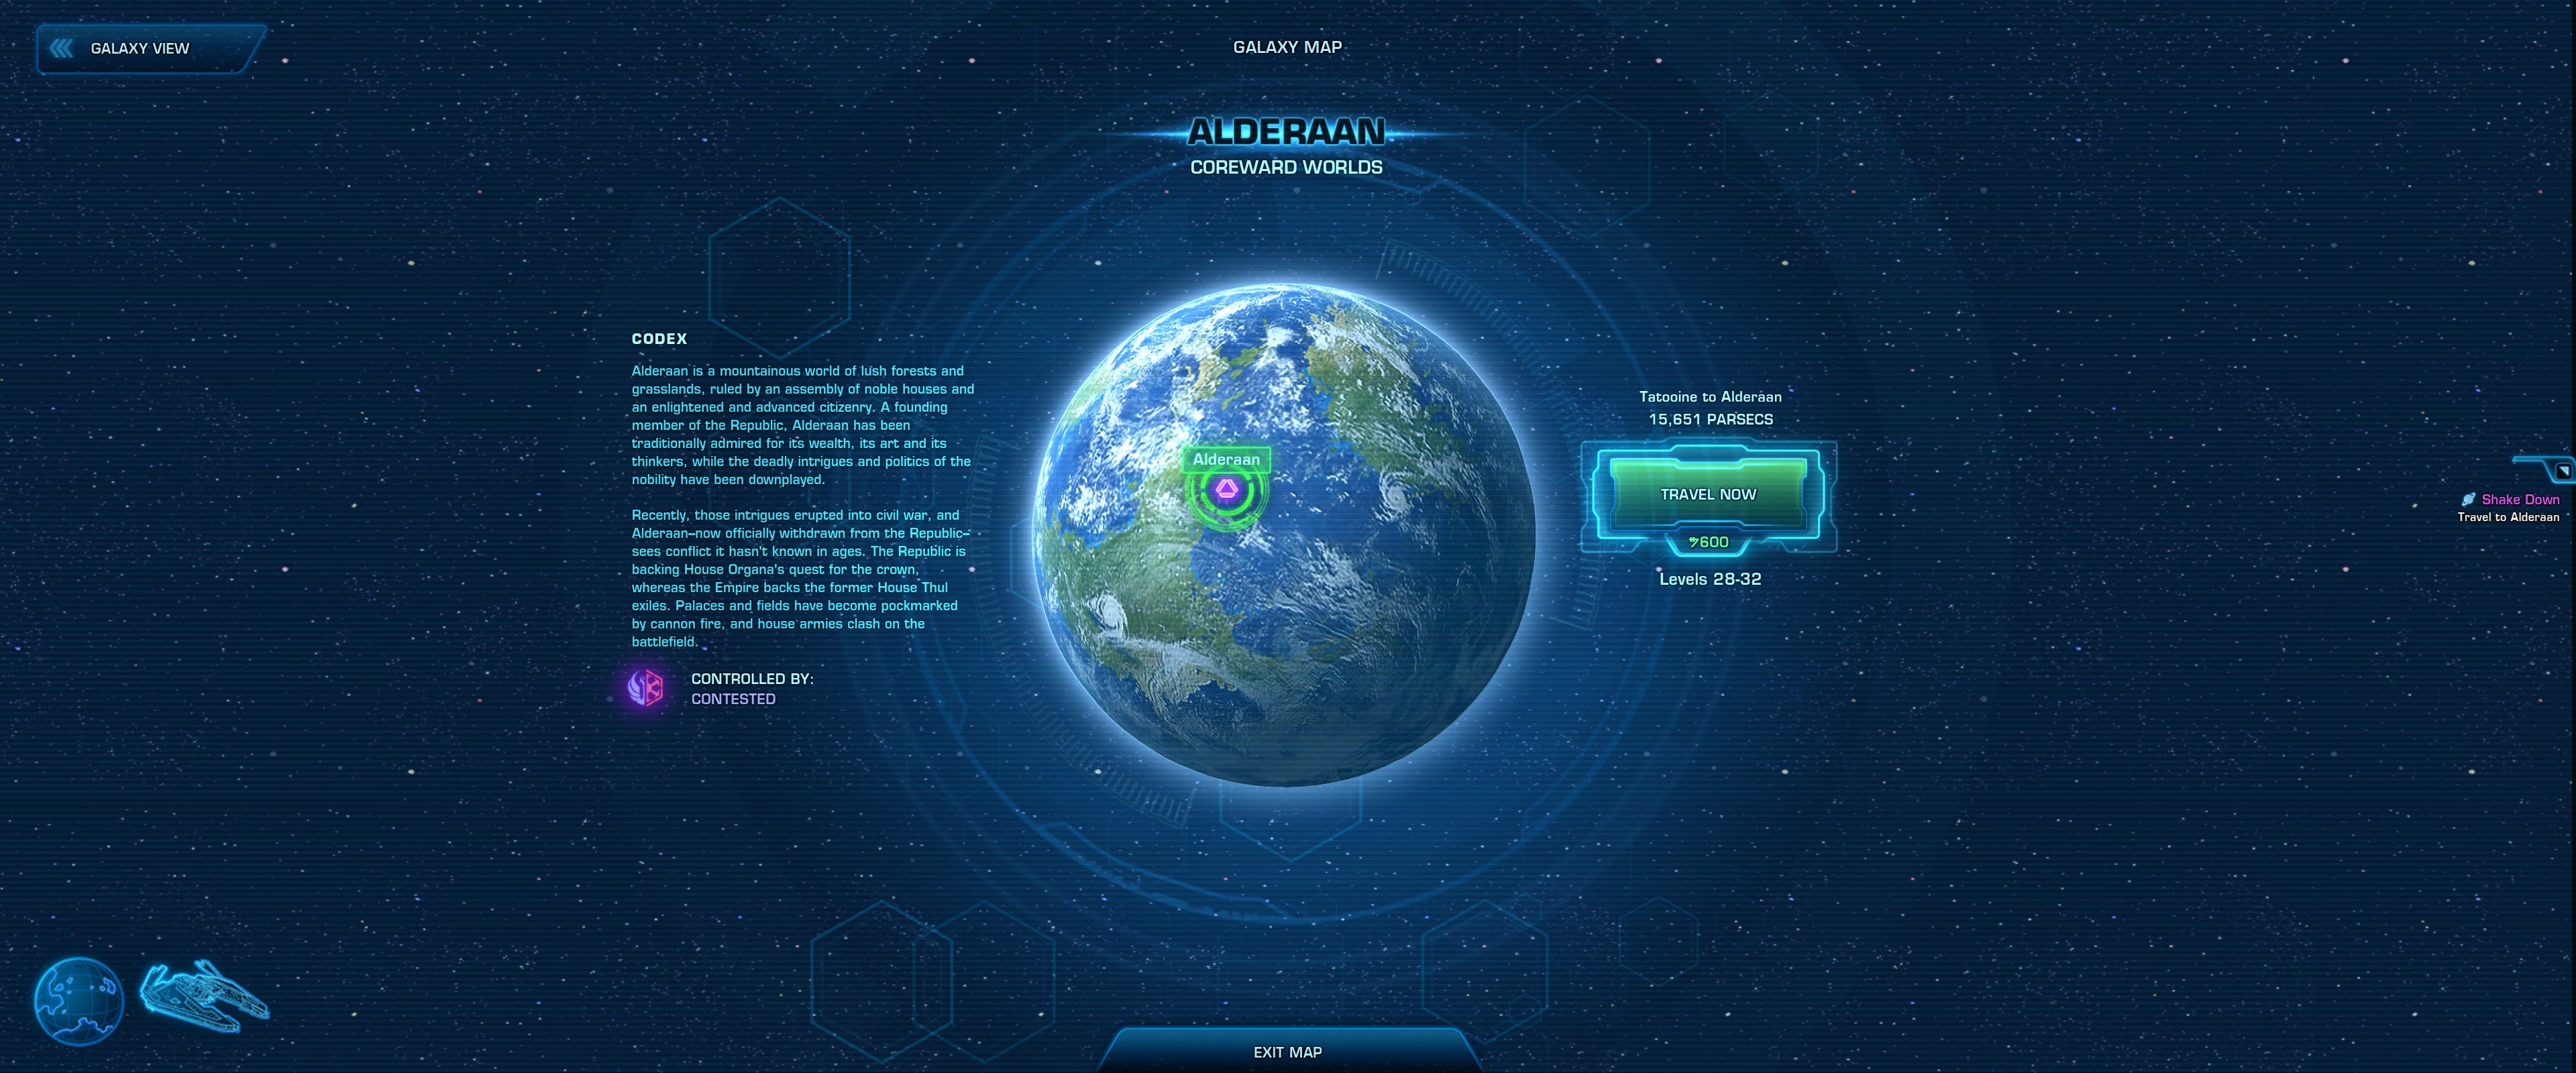 GALAXY VIEW
GALAXY MAP
ALDERAAN
COREWARD WORLDS
CODEX
Alderaan is a mountainous world of lush forests and
grasslands, ruled by an assembly of noble houses and
an enlightened and advanced citizenry. A founding
member of the Republic, Alderaan has been
traditionally admired for its wealth, its art and its
thinkers, while the deadly intrigues and politics of the
nobility have been downplayed.
Recently, those intrigues erupted into civil war, and
Alderaan–now officially withdrawn from the Republic–
sees conflict it hasn't known in ages. The Republic is
backing House Organa's quest for the crown,
whereas the Empire backs the former House Thul
exiles. Palaces and fields have become pockmarked
by cannon fire, and house armies clash on the
battlefield.
CONTROLLED BY:
CONTESTED
Alderaan
Tatooine to Alderaan
15,651 PARSECS
TRAVEL NOW
600
Levels 28-32
Shake Down
Travel to Alderaan
EXIT MAP